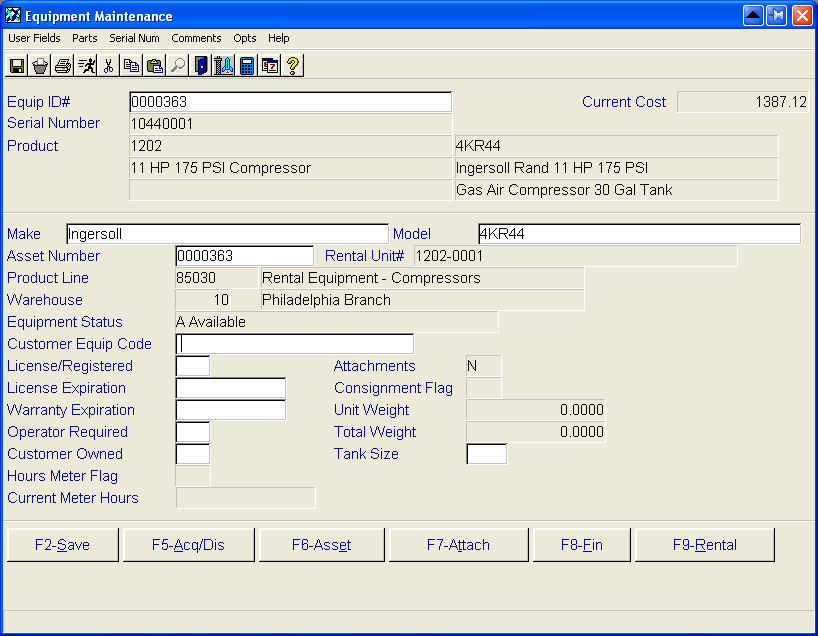 Equipment Maintenance
User Fields Parts Serial Num Comments Opts Help
Equip ID# 0000363 Current Cost 1387.12
Serial Number 10440001
Product 1202 4KR44
11 HP 175 PSI Compressor Ingersoll Rand 11 HP 175 PSI
Gas Air Compressor 30 Gal Tank
Make Ingersoll Model 4KR44
Asset Number 0000363 Rental Unit# 1202-0001
Product Line 85030 Rental Equipment - Compressors
Warehouse 10 Philadelphia Branch
Equipment Status A Available
Customer Equip Code
License/Registered Attachments N
License Expiration Consignment Flag
Warranty Expiration Unit Weight 0.0000
Operator Required Total Weight 0.0000
Customer Owned Tank Size
Hours Meter Flag
Current Meter Hours
F2-Save F5-Acq/Dis F6-Asset F7-Attach F8-Fin F9-Rental